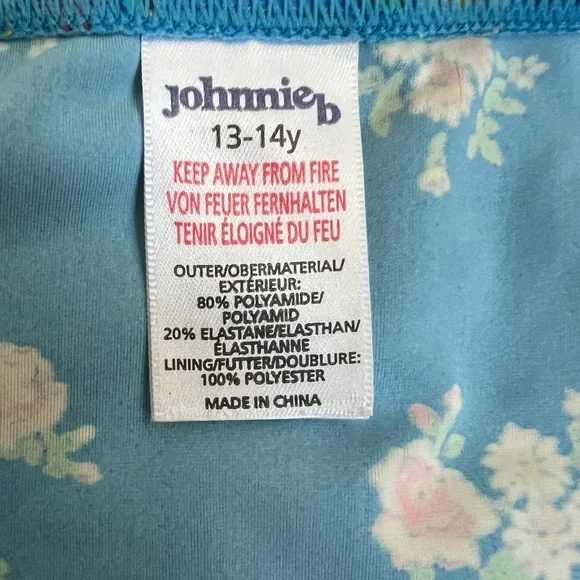 Johnnie b
13-14y
KEEP AWAY FROM FIRE
VON FEUER FERNHALTEN
TENIR ÉLOIGNÉ DU FEU
OUTER/OBERMATERIAL/
EXTÉRIEUR:
80% POLYAMIDE/
POLYAMID
20% ELASTANE/ELASTHAN/
ÉLASTHANNE
LINING/FUTTER/DOUBLURE:
100% POLYESTER
MADE IN CHINA